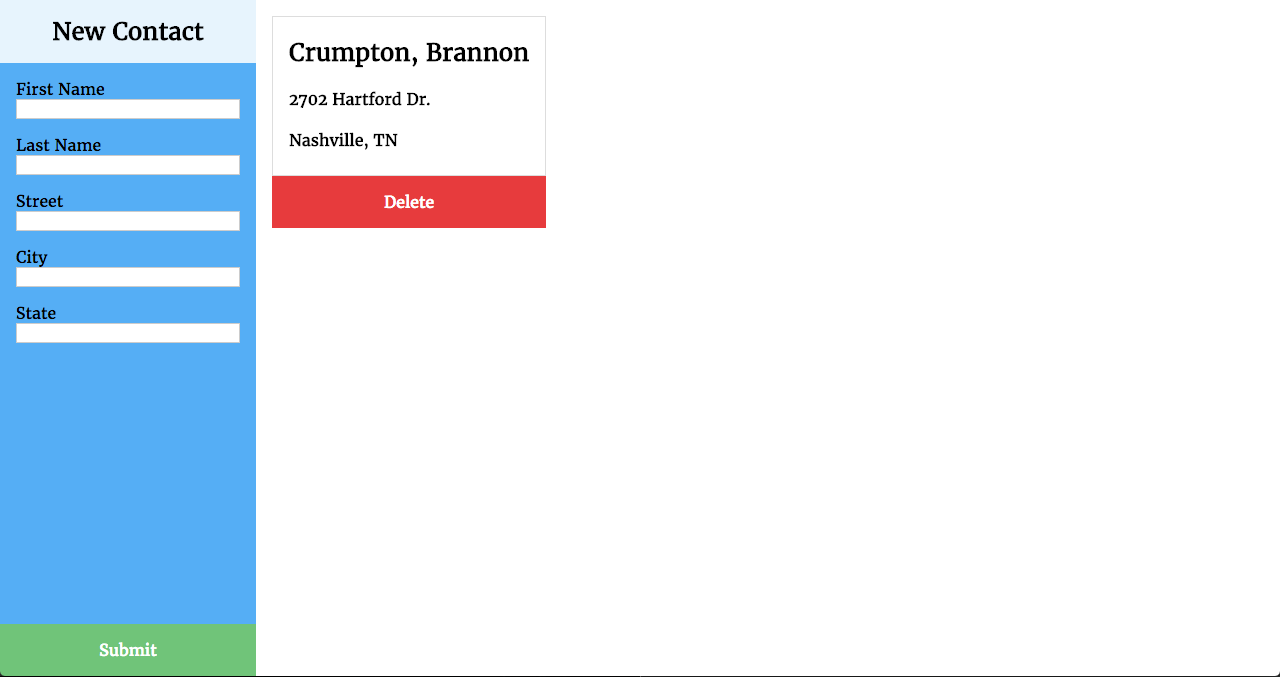 New Contact
First Name
Last Name
Street
City
State
Submit
Crumpton, Brannon
2702 Hartford Dr.
Nashville, TN
Delete